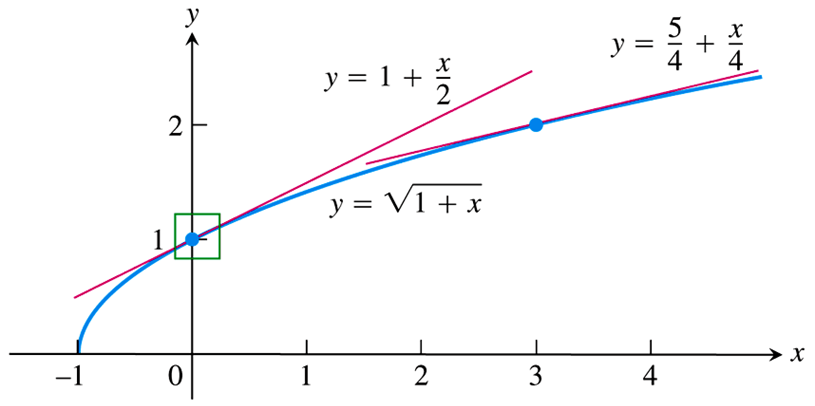 y
y = 5/4 + x/4
y = 1 + x/2
2
y = √(1 + x)
1
x
–1 0 1 2 3 4